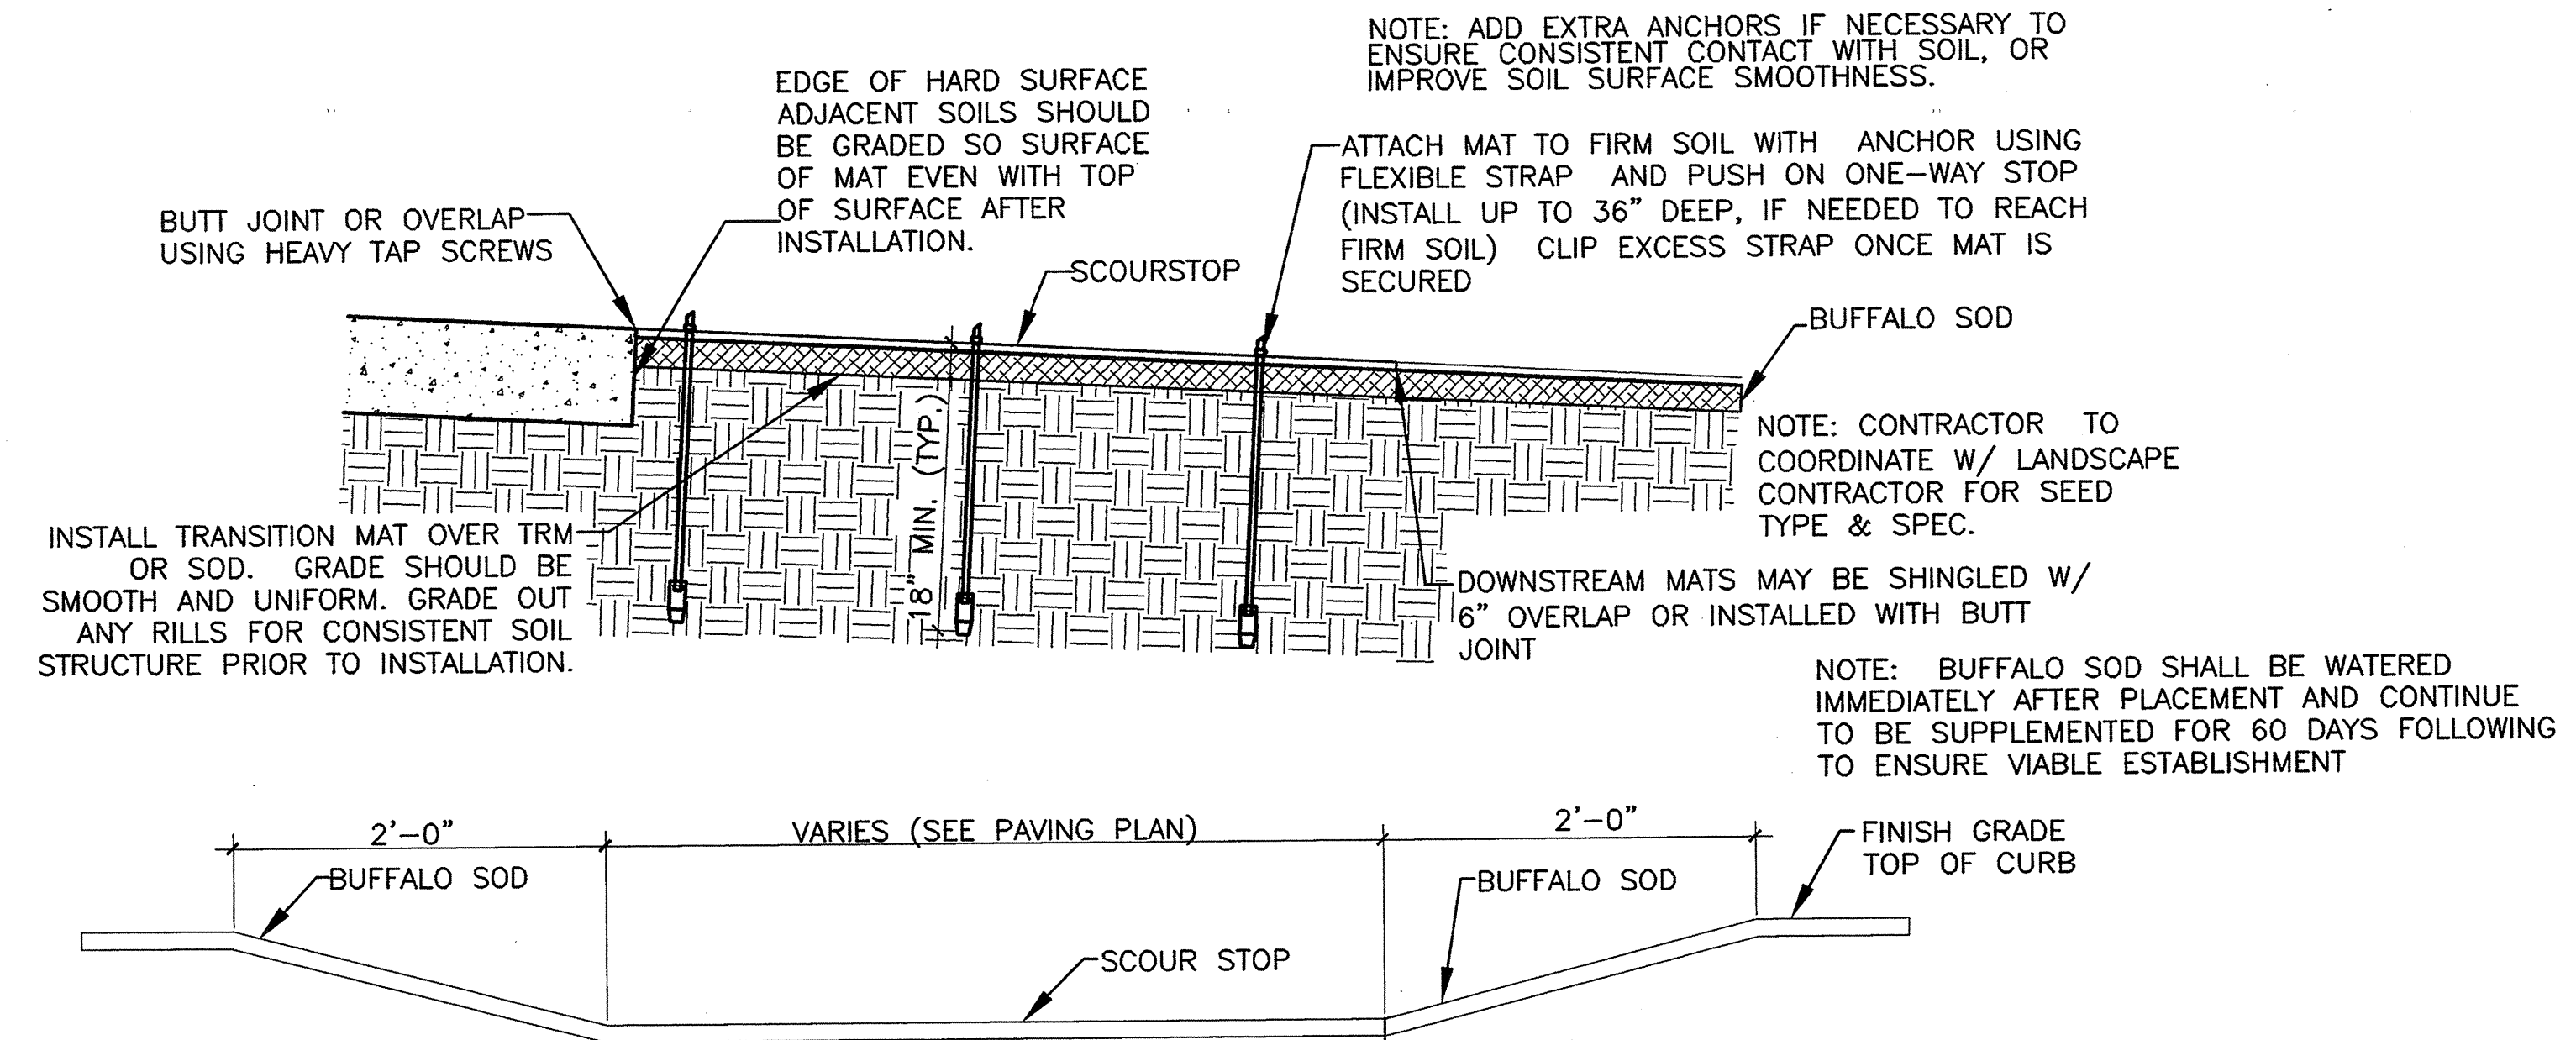 NOTE: ADD EXTRA ANCHORS IF NECESSARY TO
ENSURE CONSISTENT CONTACT WITH SOIL, OR
IMPROVE SOIL SURFACE SMOOTHNESS.
EDGE OF HARD SURFACE
ADJACENT SOILS SHOULD
BE GRADED SO SURFACE
OF MAT EVEN WITH TOP
OF SURFACE AFTER
INSTALLATION.
ATTACH MAT TO FIRM SOIL WITH ANCHOR USING
FLEXIBLE STRAP AND PUSH ON ONE-WAY STOP
(INSTALL UP TO 36" DEEP, IF NEEDED TO REACH
FIRM SOIL) CLIP EXCESS STRAP ONCE MAT IS
SECURED
BUTT JOINT OR OVERLAP
USING HEAVY TAP SCREWS
SCOURSTOP
BUFFALO SOD
18" MIN. (TYP.)
NOTE: CONTRACTOR TO
COORDINATE W/ LANDSCAPE
CONTRACTOR FOR SEED
TYPE & SPEC.
INSTALL TRANSITION MAT OVER TRM
OR SOD. GRADE SHOULD BE
SMOOTH AND UNIFORM. GRADE OUT
ANY RILLS FOR CONSISTENT SOIL
STRUCTURE PRIOR TO INSTALLATION.
DOWNSTREAM MATS MAY BE SHINGLED W/
6" OVERLAP OR INSTALLED WITH BUTT
JOINT
NOTE: BUFFALO SOD SHALL BE WATERED
IMMEDIATELY AFTER PLACEMENT AND CONTINUE
TO BE SUPPLEMENTED FOR 60 DAYS FOLLOWING
TO ENSURE VIABLE ESTABLISHMENT
2'-0"
VARIES (SEE PAVING PLAN)
2'-0"
FINISH GRADE
TOP OF CURB
BUFFALO SOD
BUFFALO SOD
SCOUR STOP